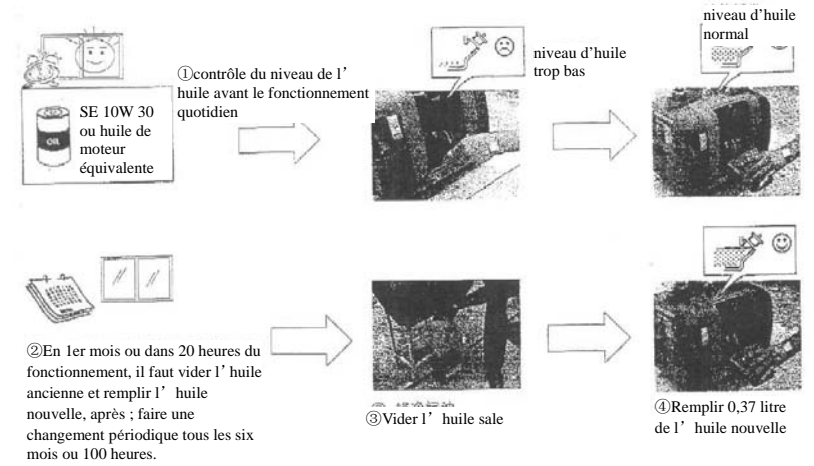 niveau d'huile
normal
①contrôle du niveau de l’
huile avant le fonctionnement
quotidien
niveau d'huile
trop bas
SE 10W 30
ou huile de
moteur
équivalente
OIL
②En 1er mois ou dans 20 heures du
fonctionnement, il faut vider l’huile
ancienne et remplir l’ huile
nouvelle, après ; faire une
changement périodique tous les six
mois ou 100 heures.
③Vider l’ huile sale
④Remplir 0,37 litre
de l’ huile nouvelle